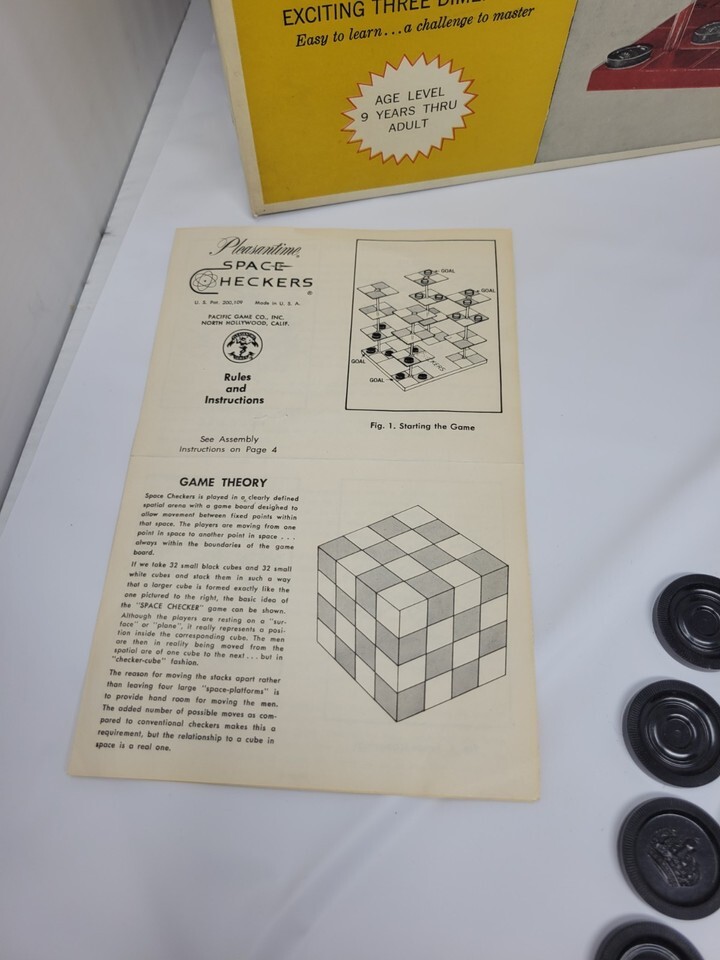 EXCITING THREE
Easy to learn...a challenge to master
AGE LEVEL
9 YEARS THRU
ADULT
Pleasantime
SPACE
CHECKERS
®
U. S. Pat. 200,109 Made in U. S. A.
PACIFIC GAME CO., INC.
NORTH HOLLYWOOD, CALIF.
Rules
and
Instructions
See Assembly
Instructions on Page 4
GOAL
GOAL
GOAL
GOAL
Fig. 1. Starting the Game
GAME THEORY
Space Checkers is played in a clearly defined
spatial arena with a game board desighed to
allow movement between fixed points within
that space. The players are moving from one
point in space to another point in space . . .
always within the boundaries of the game
board.
If we take 32 small black cubes and 32 small
white cubes and stack them in such a way
that a larger cube is formed exactly like the
one pictured to the right, the basic idea of
the "SPACE CHECKER" game can be shown.
Although the players are resting on a "sur-
face" or "plane", it really represents a posi-
tion inside the corresponding cube. The men
are then in reality being moved from the
spatial are of one cube to the next . . . but in
"checker-cube" fashion.
The reason for moving the stacks apart rather
than leaving four large "space-platforms" is
to provide hand room for moving the men.
The added number of possible moves as com-
pared to conventional checkers makes this a
requirement, but the relationship to a cube in
space is a real one.